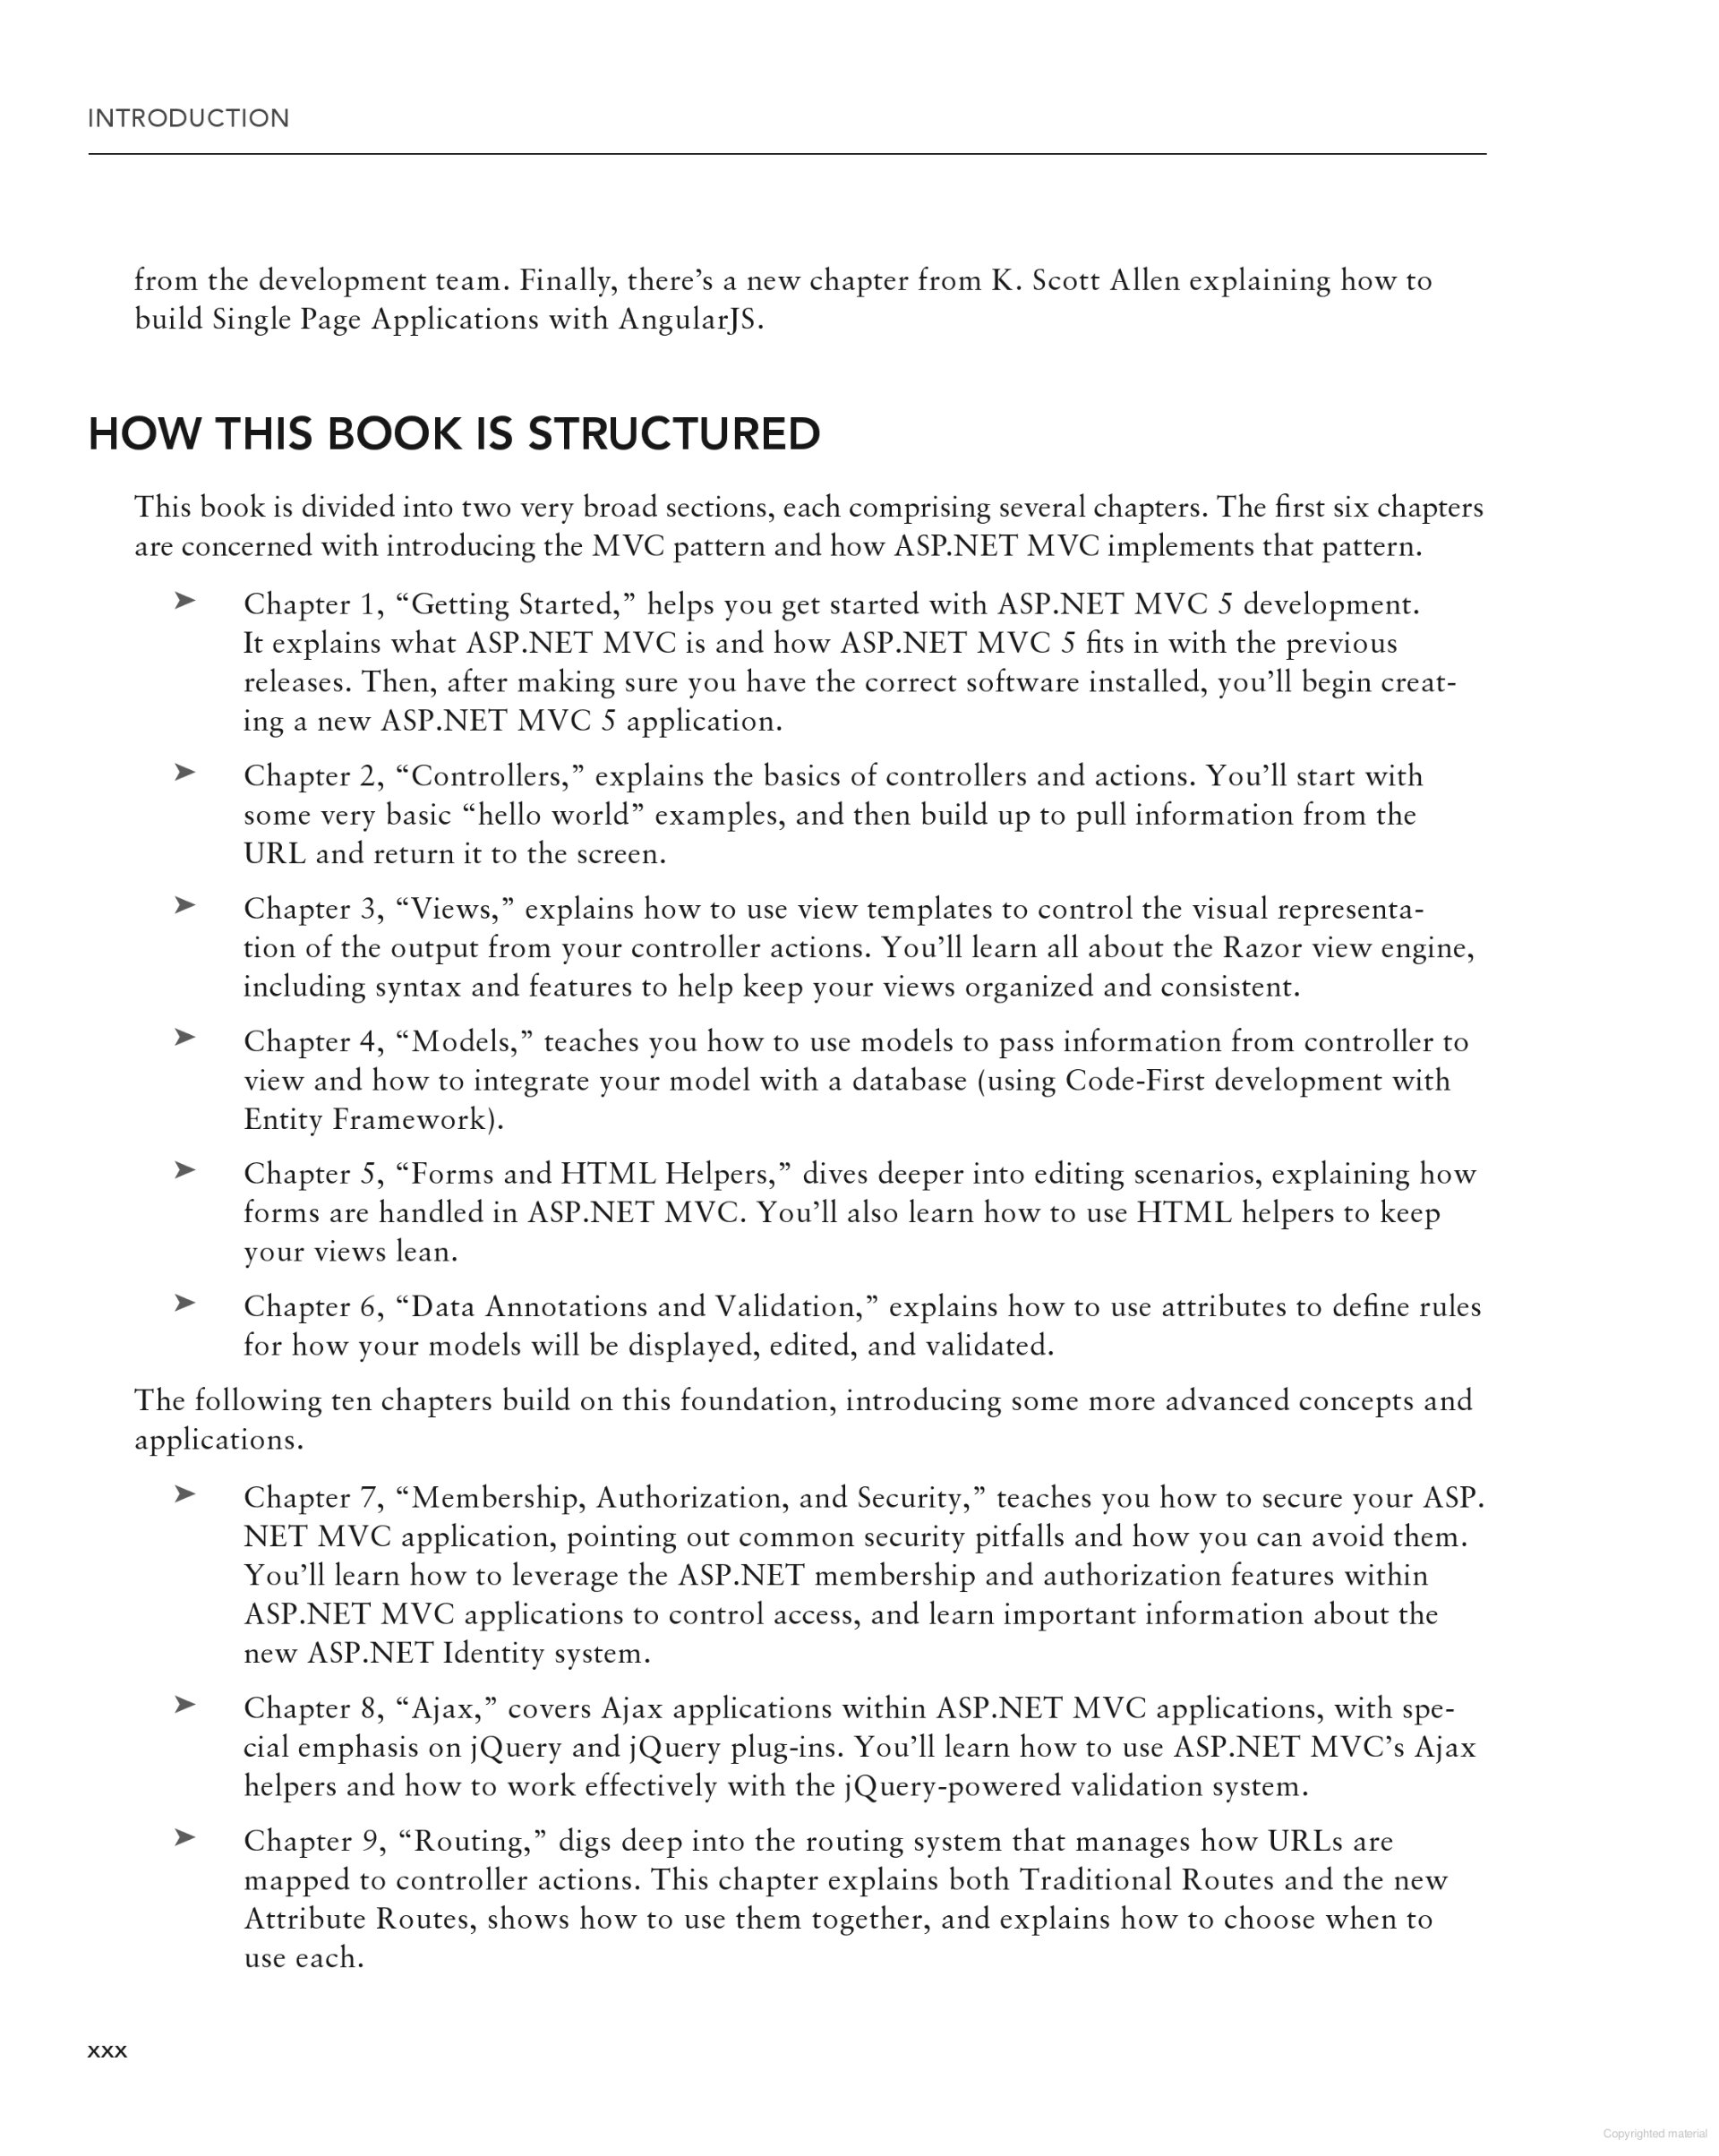 INTRODUCTION
from the development team. Finally, there’s a new chapter from K. Scott Allen explaining how to
build Single Page Applications with AngularJS.
HOW THIS BOOK IS STRUCTURED
This book is divided into two very broad sections, each comprising several chapters. The first six chapters
are concerned with introducing the MVC pattern and how ASP.NET MVC implements that pattern.
➤ Chapter 1, “Getting Started,” helps you get started with ASP.NET MVC 5 development.
It explains what ASP.NET MVC is and how ASP.NET MVC 5 fits in with the previous
releases. Then, after making sure you have the correct software installed, you’ll begin creat-
ing a new ASP.NET MVC 5 application.
➤ Chapter 2, “Controllers,” explains the basics of controllers and actions. You’ll start with
some very basic “hello world” examples, and then build up to pull information from the
URL and return it to the screen.
➤ Chapter 3, “Views,” explains how to use view templates to control the visual representa-
tion of the output from your controller actions. You’ll learn all about the Razor view engine,
including syntax and features to help keep your views organized and consistent.
➤ Chapter 4, “Models,” teaches you how to use models to pass information from controller to
view and how to integrate your model with a database (using Code-First development with
Entity Framework).
➤ Chapter 5, “Forms and HTML Helpers,” dives deeper into editing scenarios, explaining how
forms are handled in ASP.NET MVC. You’ll also learn how to use HTML helpers to keep
your views lean.
➤ Chapter 6, “Data Annotations and Validation,” explains how to use attributes to define rules
for how your models will be displayed, edited, and validated.
The following ten chapters build on this foundation, introducing some more advanced concepts and
applications.
➤ Chapter 7, “Membership, Authorization, and Security,” teaches you how to secure your ASP.
NET MVC application, pointing out common security pitfalls and how you can avoid them.
You’ll learn how to leverage the ASP.NET membership and authorization features within
ASP.NET MVC applications to control access, and learn important information about the
new ASP.NET Identity system.
➤ Chapter 8, “Ajax,” covers Ajax applications within ASP.NET MVC applications, with spe-
cial emphasis on jQuery and jQuery plug-ins. You’ll learn how to use ASP.NET MVC’s Ajax
helpers and how to work effectively with the jQuery-powered validation system.
➤ Chapter 9, “Routing,” digs deep into the routing system that manages how URLs are
mapped to controller actions. This chapter explains both Traditional Routes and the new
Attribute Routes, shows how to use them together, and explains how to choose when to
use each.
xxx
Copyrighted material